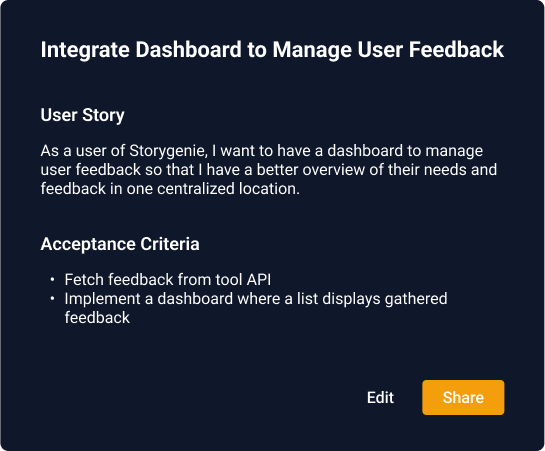 Integrate Dashboard to Manage User Feedback
User Story
As a user of Storygenie, I want to have a dashboard to manage
user feedback so that I have a better overview of their needs and
feedback in one centralized location.
Acceptance Criteria
• Fetch feedback from tool API
• Implement a dashboard where a list displays gathered
feedback
Edit Share